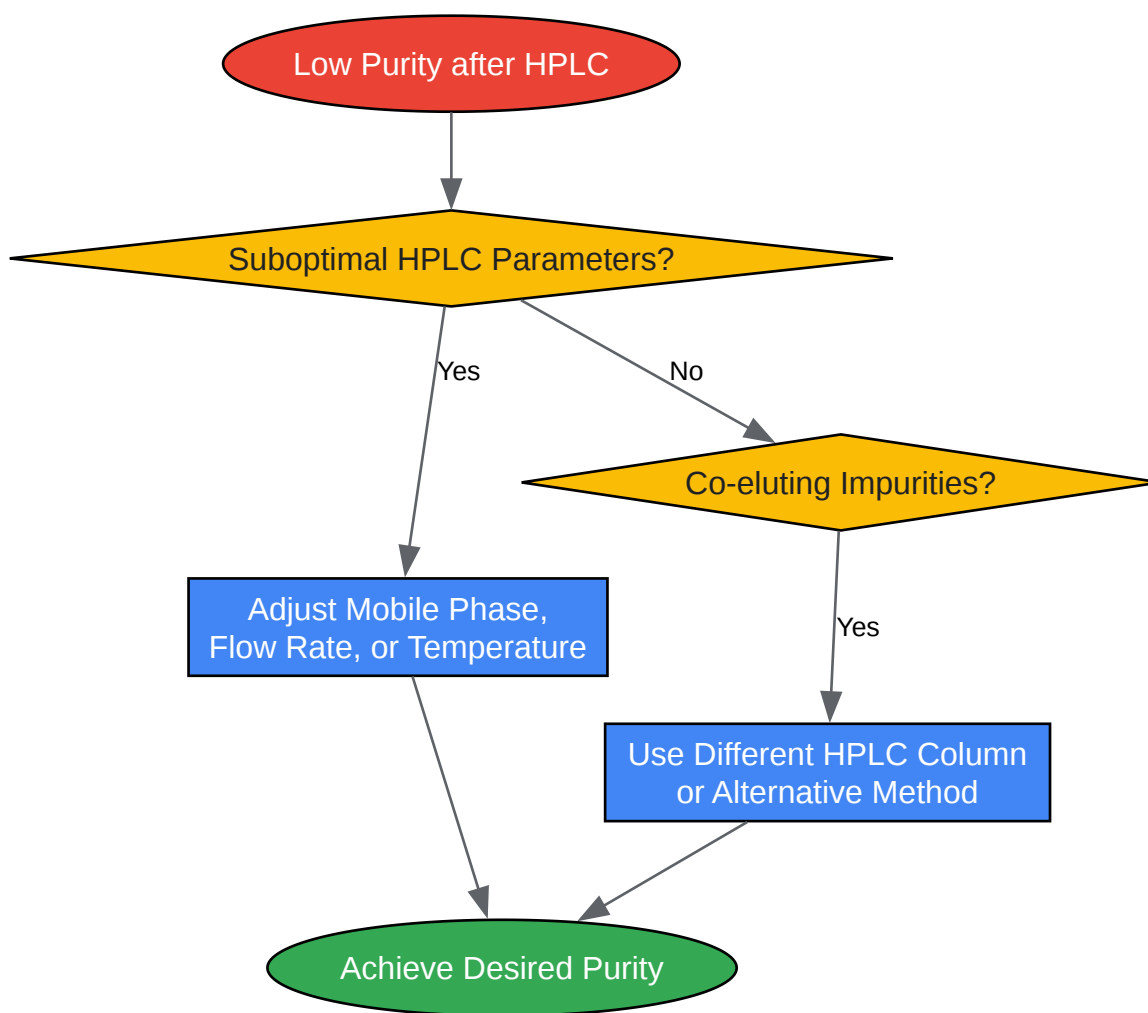 Low Purity after HPLC
Suboptimal HPLC Parameters?
Yes
No
Co-eluting Impurities?
Adjust Mobile Phase,
Flow Rate, or Temperature
Yes
Use Different HPLC Column
or Alternative Method
Achieve Desired Purity